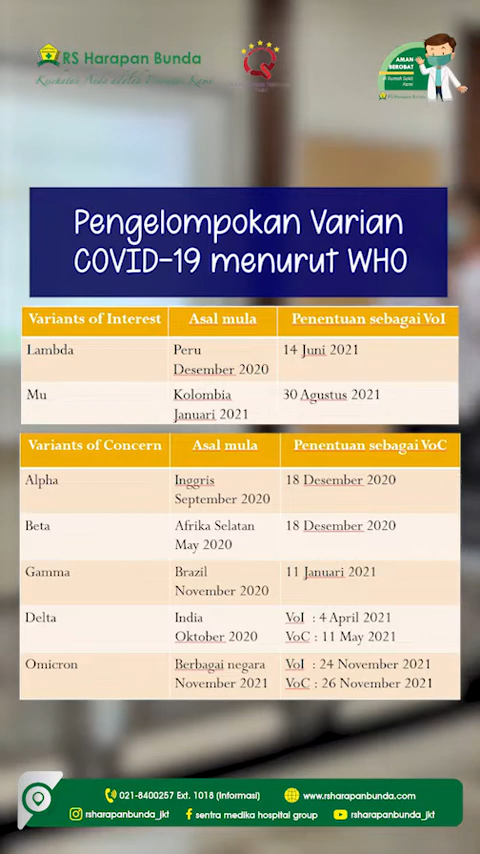 RS Harapan Bunda
AMAN
BEROBAT
RS Harapan Bunda
Pengelompokan Varian
COVID-19 menurut WHO
Variants of Interest Asal mula Penentuan sebagai VoI
Lambda Peru 14 Juni 2021
Desember 2020
Mu Kolombia 30 Agustus 2021
Januari 2021
Variants of Concern Asal mula Penentuan sebagai VoC
Alpha Inggris 18 Desember 2020
September 2020
Beta Afrika Selatan 18 Desember 2020
May 2020
Gamma Brazil 11 Januari 2021
November 2020
Delta India VoI : 4 April 2021
Oktober 2020 VoC : 11 May 2021
Omicron Berbagai negara VoI : 24 November 2021
November 2021 VoC : 26 November 2021
021-8400257 Ext. 1018 (Informasi) www.rsharapanbunda.com
rsharapanbunda_jkt sentra medika hospital group rsharapanbunda_jkt